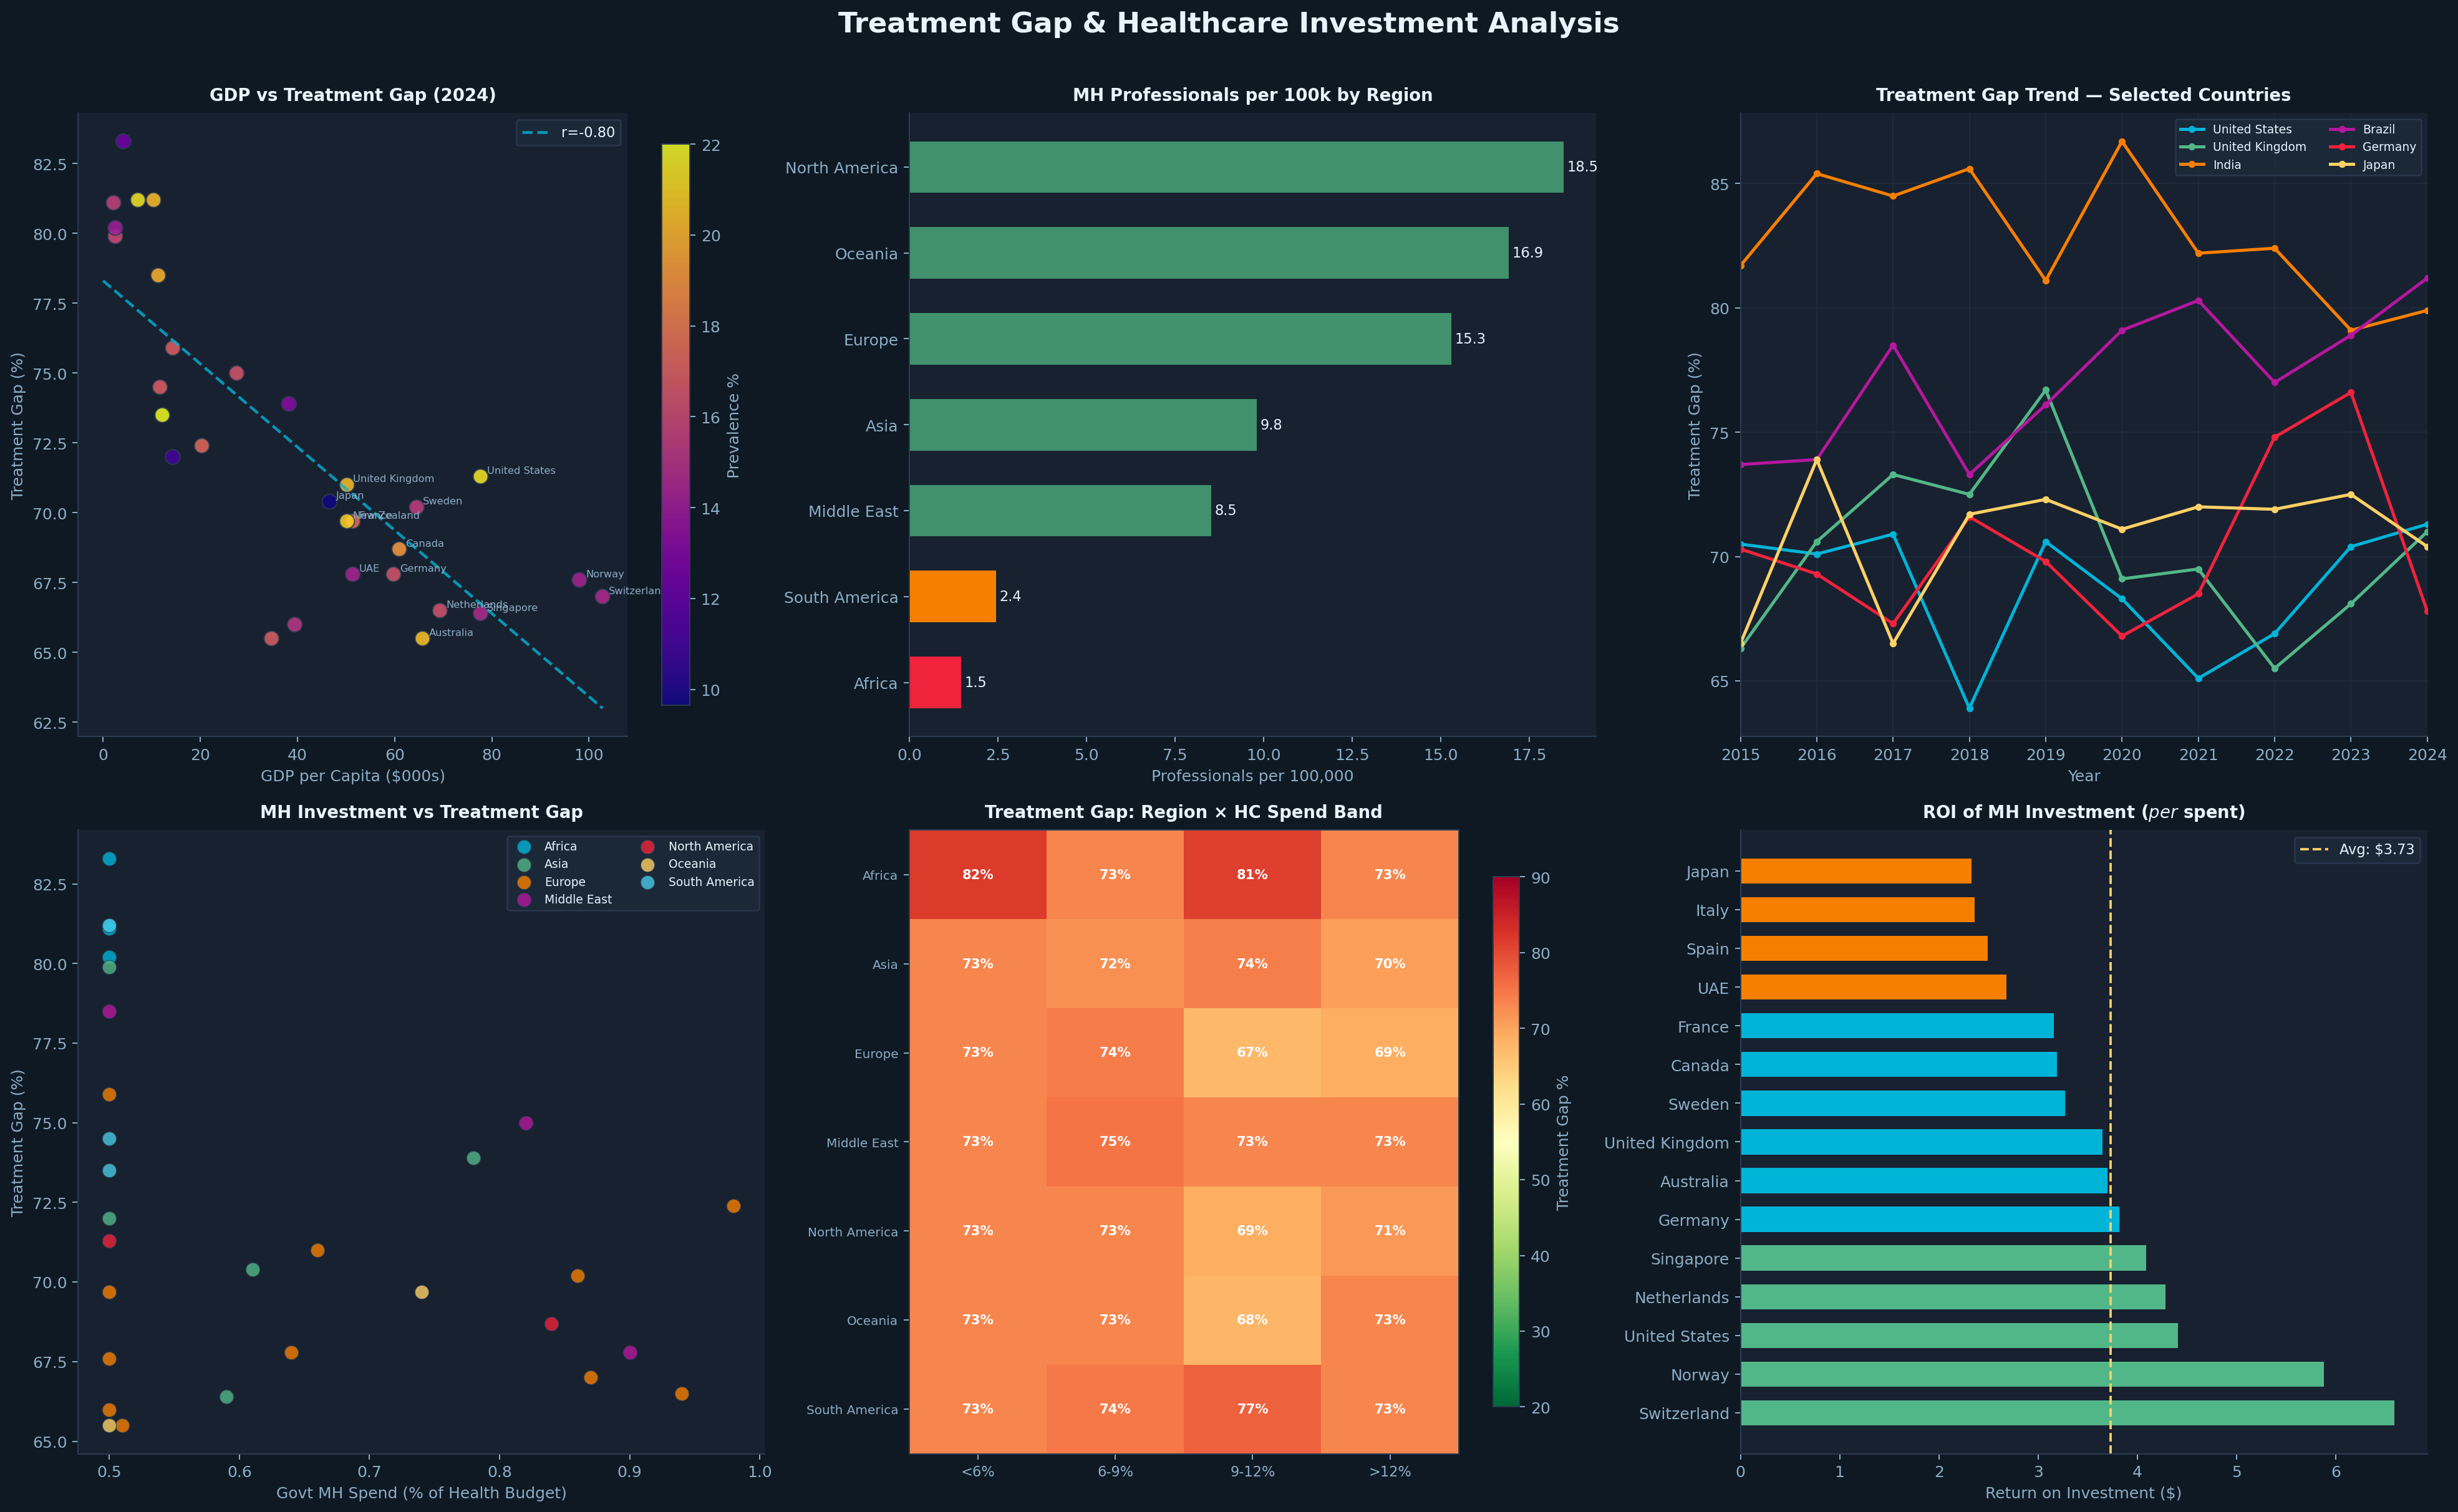 Treatment Gap & Healthcare Investment Analysis
GDP vs Treatment Gap (2024)
r=-0.80
Treatment Gap (%)
82.5
80.0
77.5
75.0
72.5
70.0
67.5
65.0
62.5
United Kingdom
United States
Japan
Sweden
New Zealand
France
Canada
UAE
Germany
Norway
Switzerlan
Netherlands
Singapore
Australia
0 20 40 60 80 100
GDP per Capita ($000s)
22
20
18
16
14
12
10
Prevalence %
MH Professionals per 100k by Region
North America 18.5
Oceania 16.9
Europe 15.3
Asia 9.8
Middle East 8.5
South America 2.4
Africa 1.5
0.0 2.5 5.0 7.5 10.0 12.5 15.0 17.5
Professionals per 100,000
Treatment Gap Trend — Selected Countries
United States Brazil
United Kingdom Germany
India Japan
Treatment Gap (%)
85
80
75
70
65
2015 2016 2017 2018 2019 2020 2021 2022 2023 2024
Year
MH Investment vs Treatment Gap
Africa North America
Asia Oceania
Europe South America
Middle East
Treatment Gap (%)
82.5
80.0
77.5
75.0
72.5
70.0
67.5
65.0
0.5 0.6 0.7 0.8 0.9 1.0
Govt MH Spend (% of Health Budget)
Treatment Gap: Region × HC Spend Band
Africa 82% 73% 81% 73%
Asia 73% 72% 74% 70%
Europe 73% 74% 67% 69%
Middle East 73% 75% 73% 73%
North America 73% 73% 69% 71%
Oceania 73% 73% 68% 73%
South America 73% 74% 77% 73%
<6% 6-9% 9-12% >12%
90
80
70
60
50
40
30
20
Treatment Gap %
ROI of MH Investment (per spent)
Avg: $3.73
Japan
Italy
Spain
UAE
France
Canada
Sweden
United Kingdom
Australia
Germany
Singapore
Netherlands
United States
Norway
Switzerland
0 1 2 3 4 5 6
Return on Investment ($)